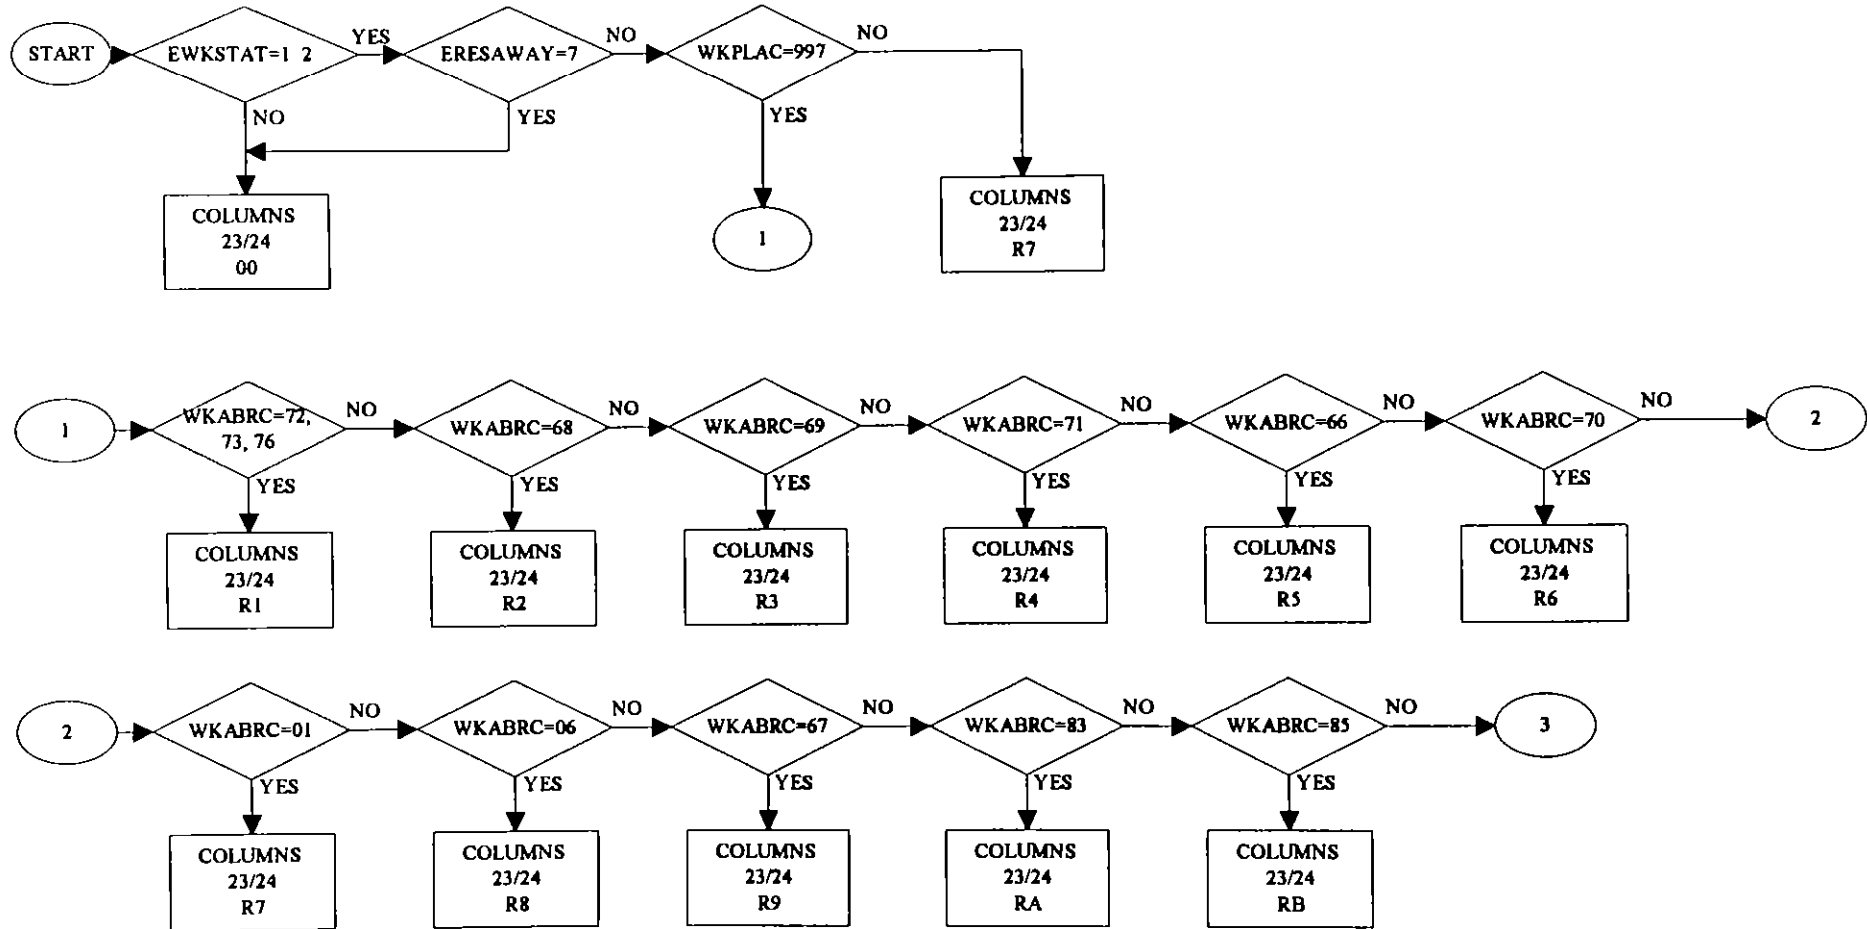 START
EWKSTAT=1 2
YES
ERESAWAY=7
NO
WKPLAC=997
NO
NO
YES
YES
COLUMNS
23/24
00
1
COLUMNS
23/24
R7
1
WKABRC=72,
73, 76
NO
WKABRC=68
NO
WKABRC=69
NO
WKABRC=71
NO
WKABRC=66
NO
WKABRC=70
NO
2
YES
YES
YES
YES
YES
YES
COLUMNS
23/24
R1
COLUMNS
23/24
R2
COLUMNS
23/24
R3
COLUMNS
23/24
R4
COLUMNS
23/24
R5
COLUMNS
23/24
R6
2
WKABRC=01
NO
WKABRC=06
NO
WKABRC=67
NO
WKABRC=83
NO
WKABRC=85
NO
3
YES
YES
YES
YES
YES
COLUMNS
23/24
R7
COLUMNS
23/24
R8
COLUMNS
23/24
R9
COLUMNS
23/24
RA
COLUMNS
23/24
RB